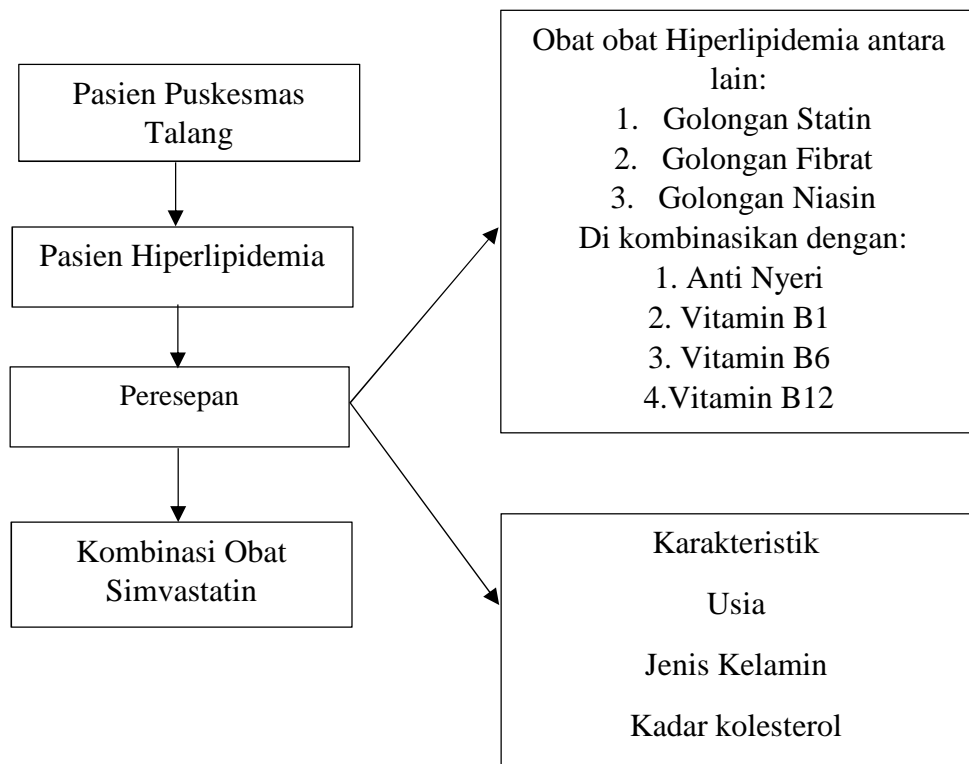 Pasien Puskesmas
Talang
Pasien Hiperlipidemia
Peresepan
Kombinasi Obat
Simvastatin
Obat obat Hiperlipidemia antara
lain:
1. Golongan Statin
2. Golongan Fibrat
3. Golongan Niasin
Di kombinasikan dengan:
1. Anti Nyeri
2. Vitamin B1
3. Vitamin B6
4.Vitamin B12
Karakteristik
Usia
Jenis Kelamin
Kadar kolesterol